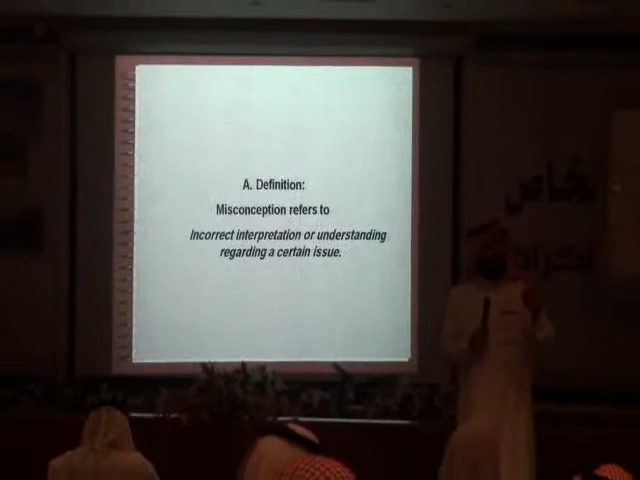 A. Definition:
Misconception refers to
Incorrect interpretation or understanding
regarding a certain issue.